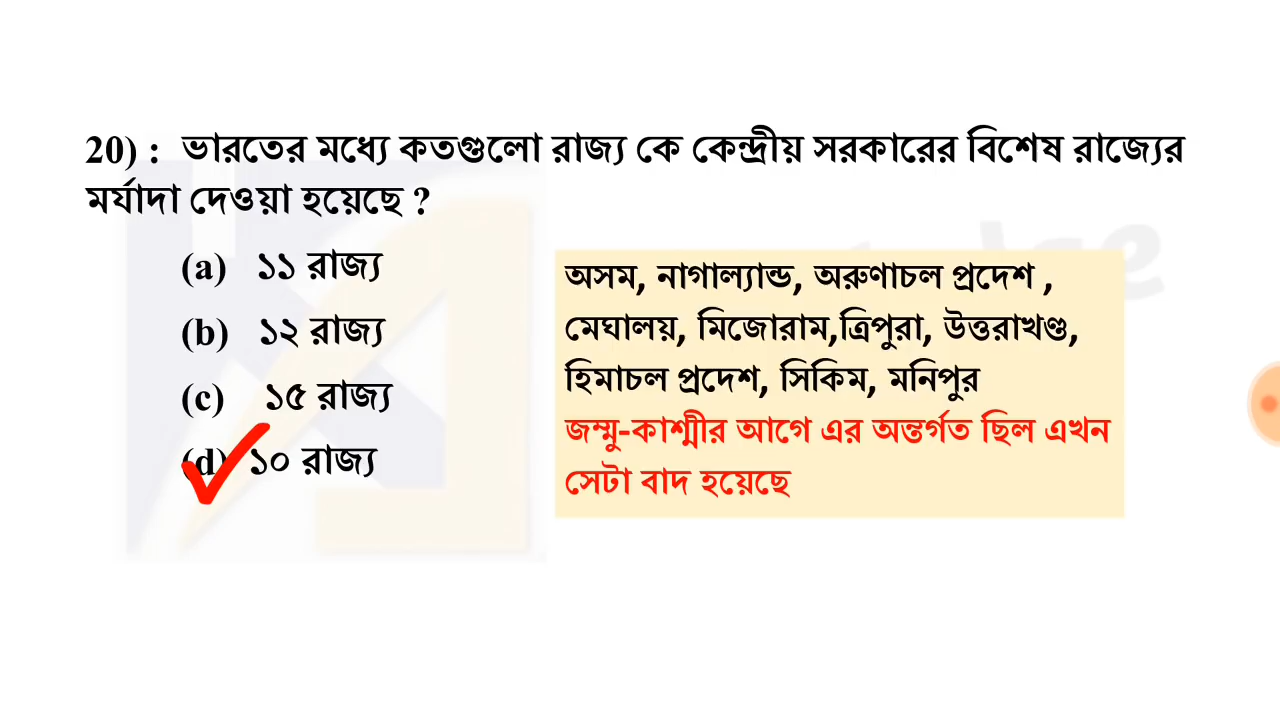 20) : ভারতের মধ্যে কতগুলো রাজ্য কে কেন্দ্রীয় সরকারের বিশেষ রাজ্যের
মর্যাদা দেওয়া হয়েছে ?
(a) ১১ রাজ্য
(b) ১২ রাজ্য
(c) ১৫ রাজ্য
(d) ১০ রাজ্য
অসম, নাগাল্যান্ড, অরুণাচল প্রদেশ ,
মেঘালয়, মিজোরাম,ত্রিপুরা, উত্তরাখণ্ড,
হিমাচল প্রদেশ, সিকিম, মনিপুর
জম্মু-কাশ্মীর আগে এর অন্তর্গত ছিল এখন
সেটা বাদ হয়েছে